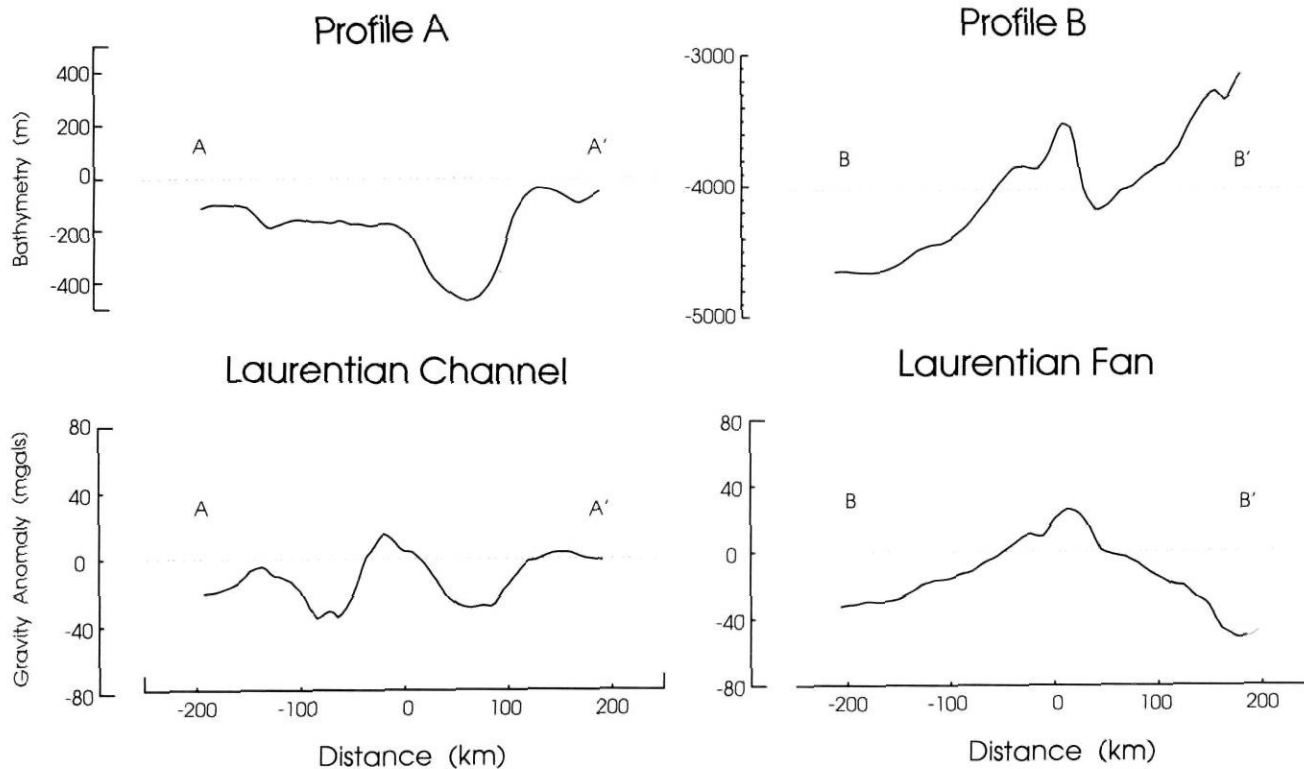 Profile A
Profile B
Bathymetry (m)
400
200
0
-200
-400
A
A'
-3000
-4000
-5000
B
B'
Laurentian Channel
Laurentian Fan
Gravity Anomaly (mgals)
80
40
0
-40
-80
A
A'
-200
-100
0
100
200
Distance (km)
80
40
0
-40
-80
B
B'
-200
-100
0
100
200
Distance (km)